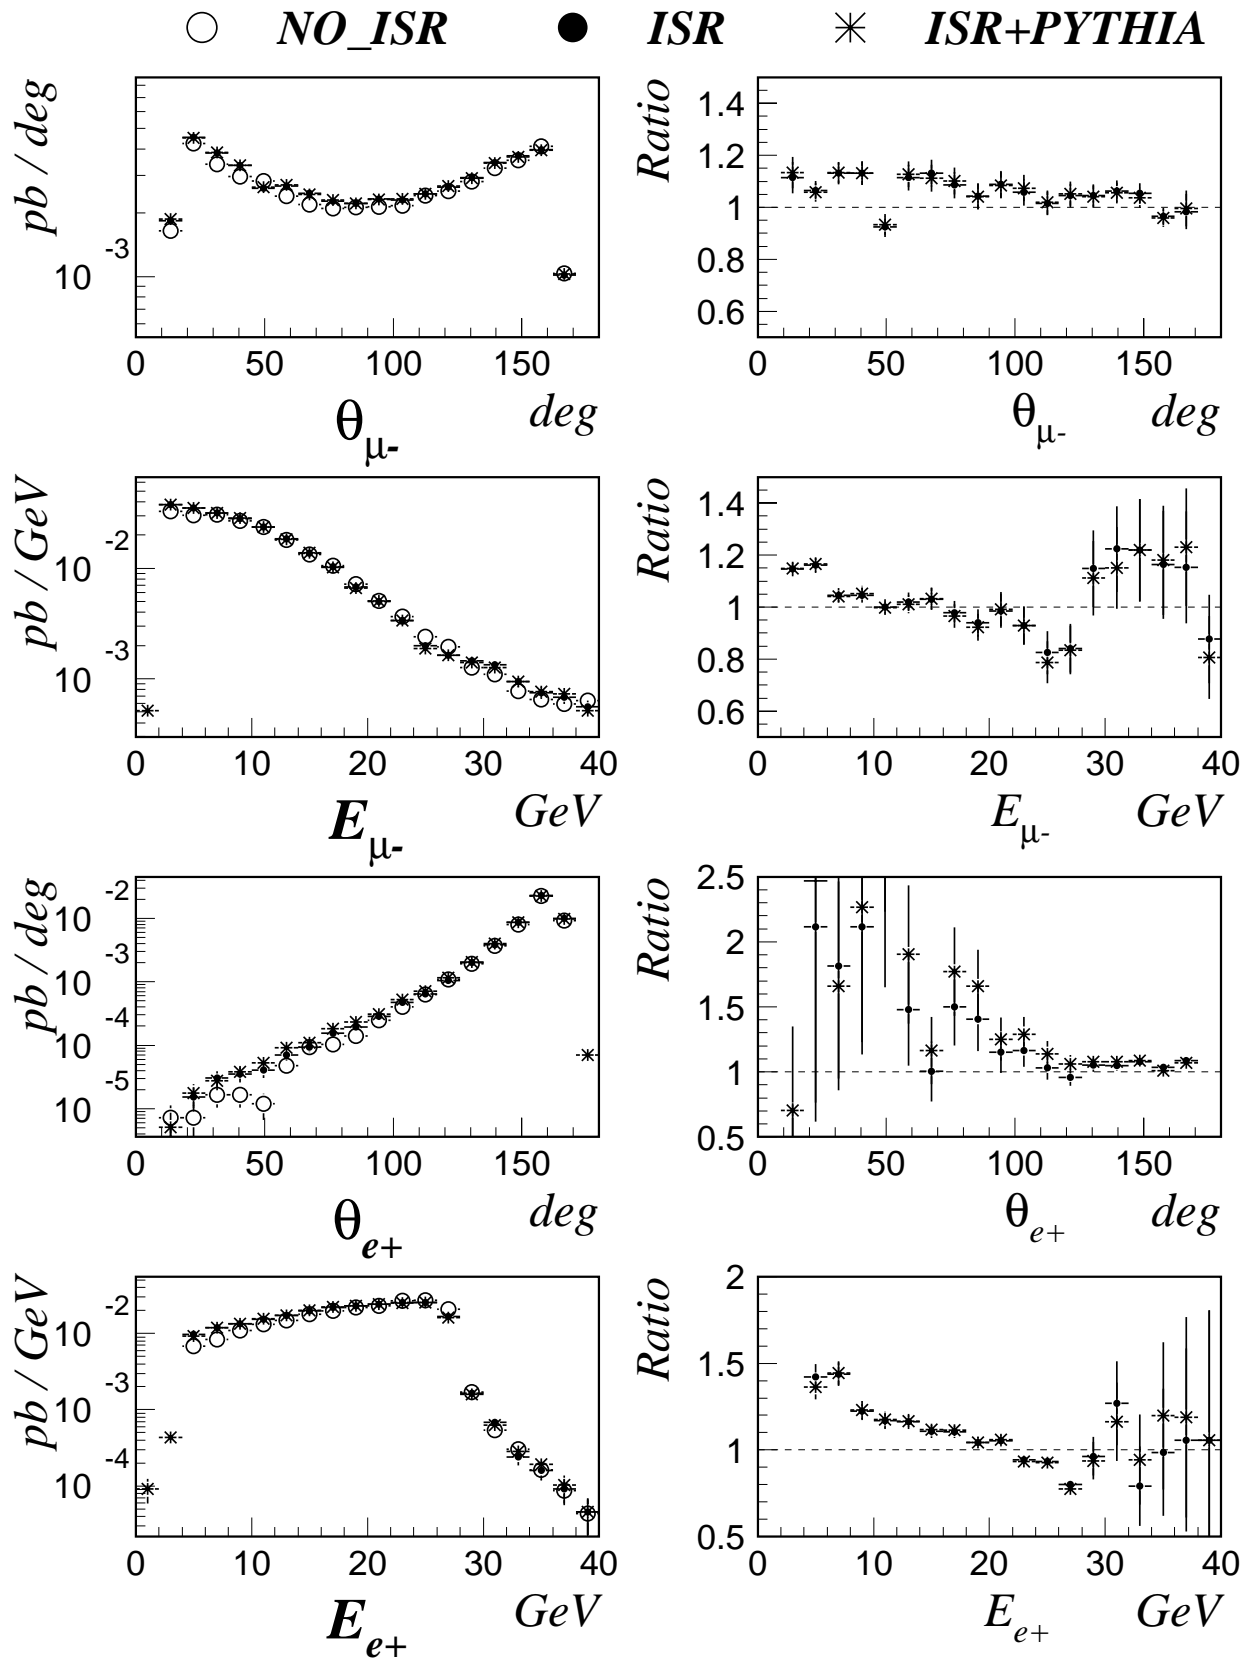 NO_ISR ISR ISR+PYTHIA
pb / deg
10 -3
0 50 100 150
θμ- deg
Ratio
1.4
1.2
1
0.8
0.6
0 50 100 150
θμ- deg
pb / GeV
10 -2
10 -3
0 10 20 30 40
Eμ- GeV
Ratio
1.4
1.2
1
0.8
0.6
0 10 20 30 40
Eμ- GeV
pb / deg
10 -2
10 -3
10 -4
10 -5
0 50 100 150
θe+ deg
Ratio
2.5
2
1.5
1
0.5
0 50 100 150
θe+ deg
pb / GeV
10 -2
10 -3
10 -4
0 10 20 30 40
Ee+ GeV
Ratio
2
1.5
1
0.5
0 10 20 30 40
Ee+ GeV